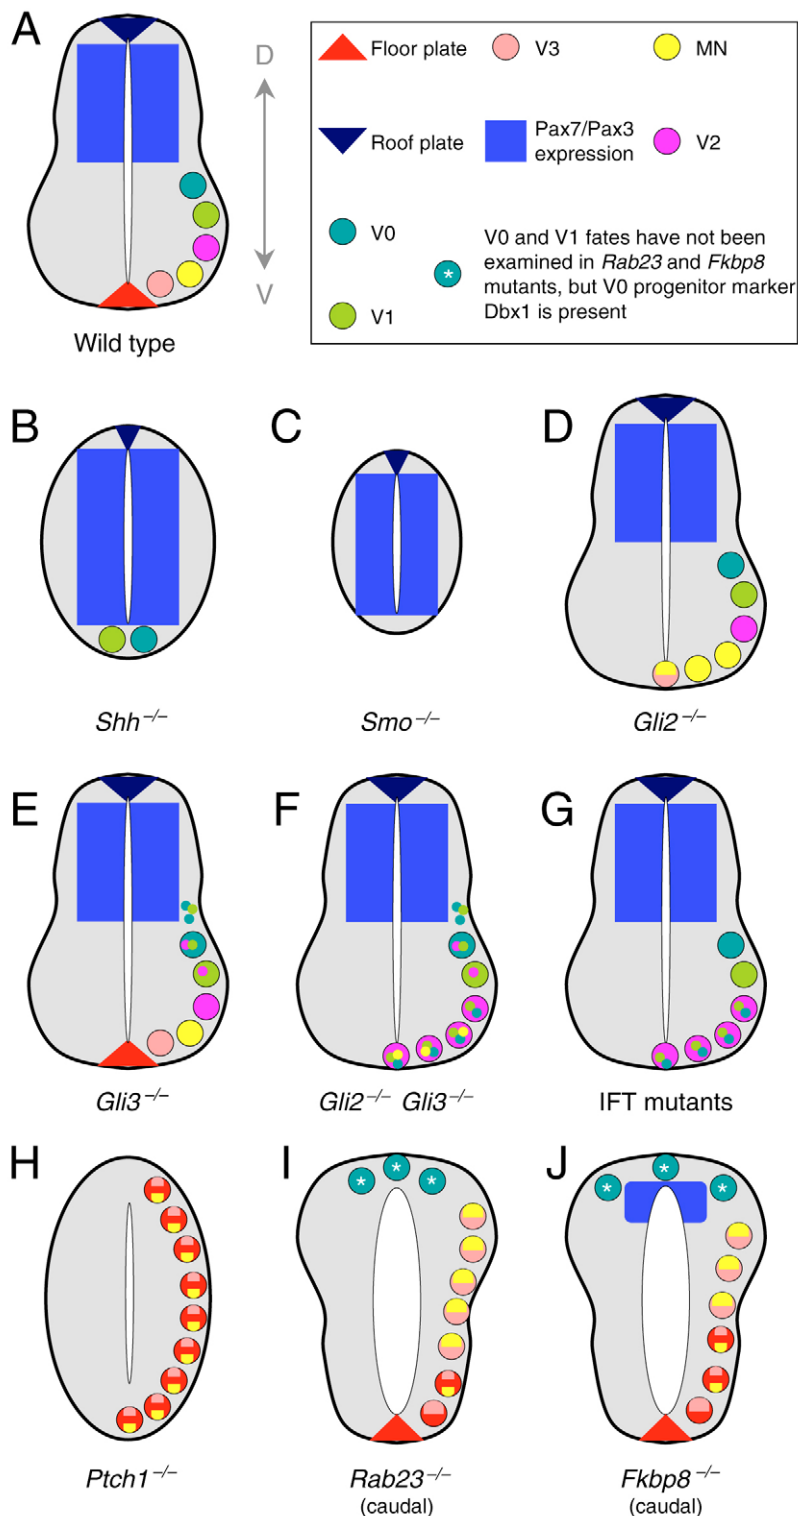 A
D
V
Wild type
Floor plate
V3
MN
Roof plate
Pax7/Pax3
expression
V2
V0
V1
*
V0 and V1 fates have not been
examined in Rab23 and Fkbp8
mutants, but V0 progenitor marker
Dbx1 is present
B
C
D
Shh–/–
Smo–/–
Gli2–/–
E
F
G
Gli3–/–
Gli2–/– Gli3–/–
IFT mutants
H
I
J
* * *
* * *
Ptch1–/–
Rab23–/–
(caudal)
Fkbp8–/–
(caudal)